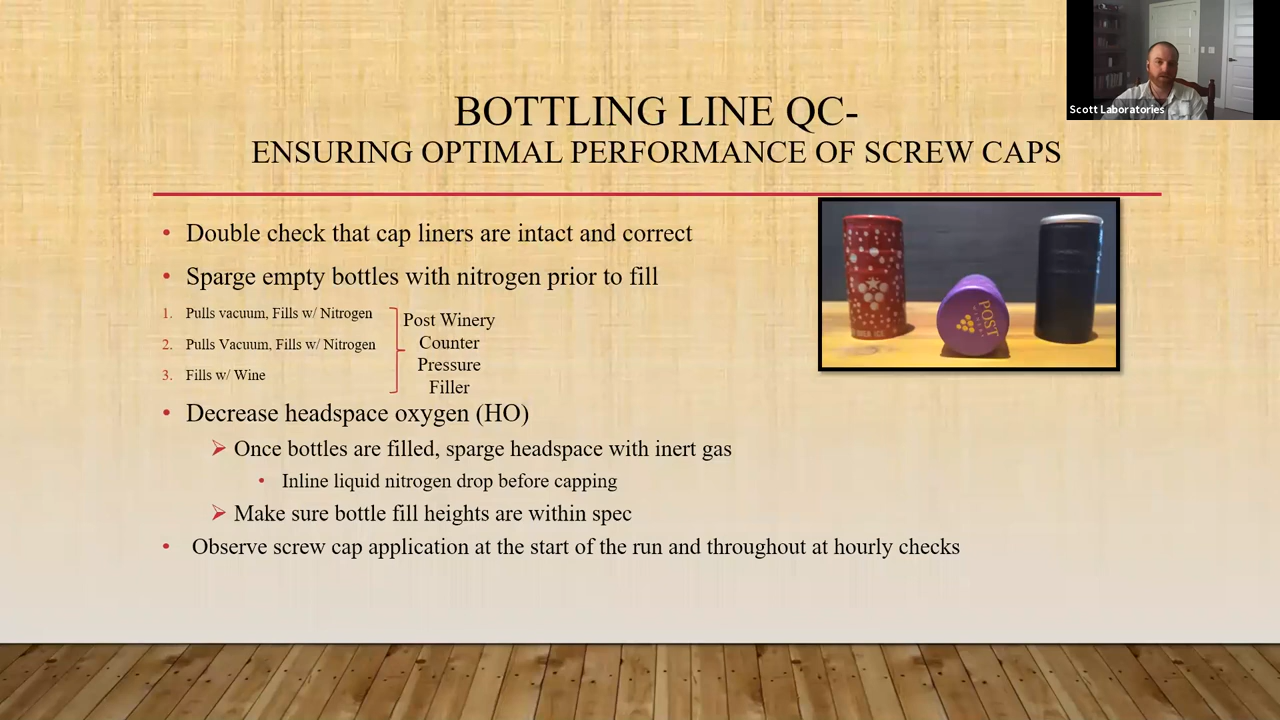 Scott Laboratories
BOTTLING LINE QC-
ENSURING OPTIMAL PERFORMANCE OF SCREW CAPS
• Double check that cap liners are intact and correct
• Sparge empty bottles with nitrogen prior to fill
1. Pulls vacuum, Fills w/ Nitrogen
2. Pulls Vacuum, Fills w/ Nitrogen
3. Fills w/ Wine
Post Winery
Counter
Pressure
Filler
• Decrease headspace oxygen (HO)
➢ Once bottles are filled, sparge headspace with inert gas
• Inline liquid nitrogen drop before capping
➢ Make sure bottle fill heights are within spec
• Observe screw cap application at the start of the run and throughout at hourly checks
POST